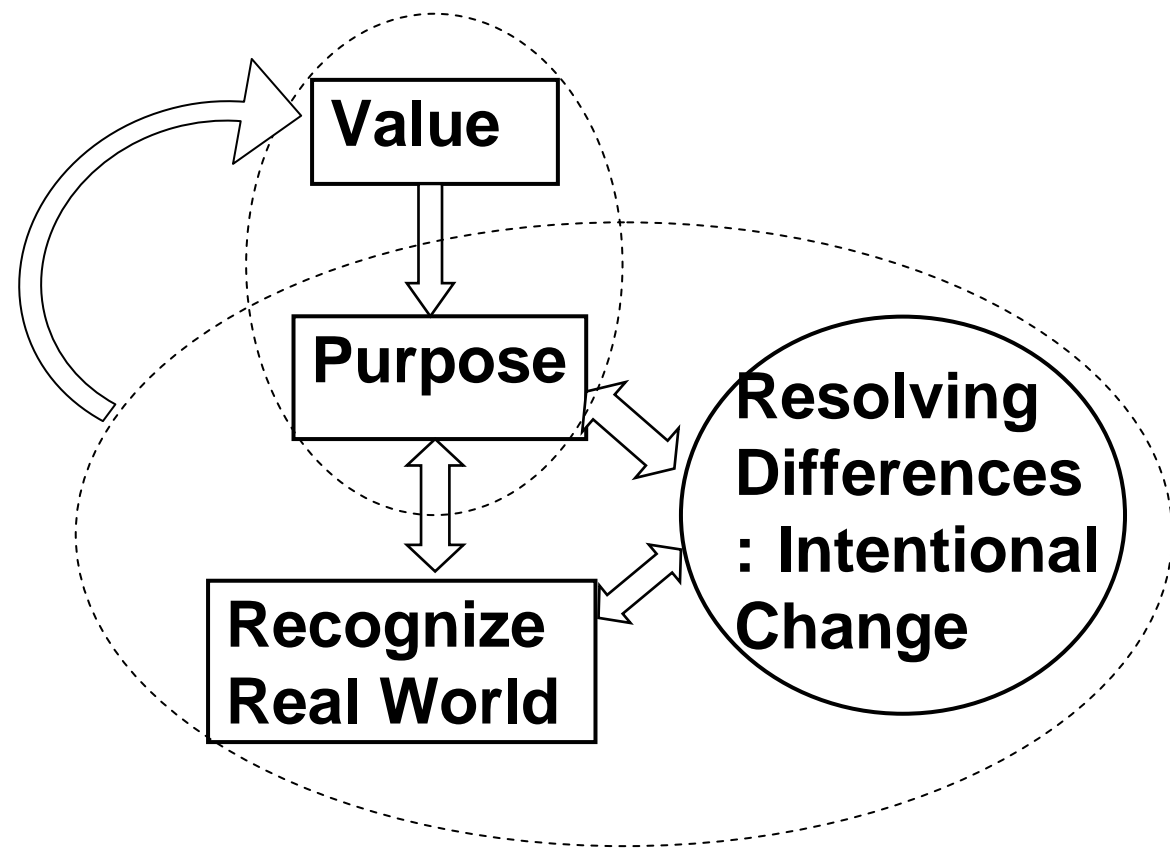 Value
Purpose
Resolving
Differences
: Intentional
Change
Recognize
Real World